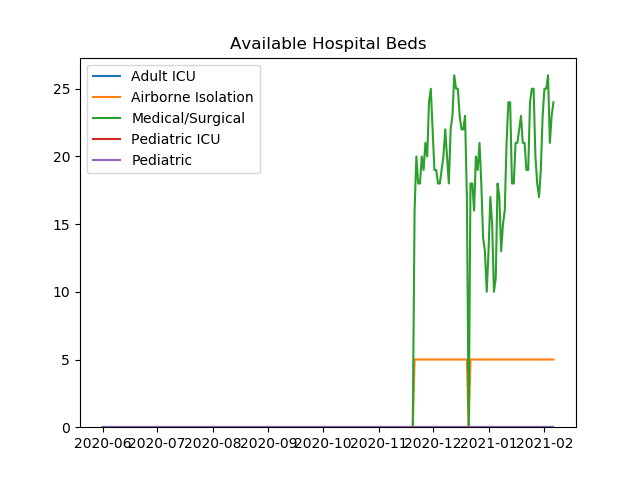 Available Hospital Beds
Adult ICU
Airborne Isolation
Medical/Surgical
Pediatric ICU
Pediatric
25
20
15
10
5
0
2020-06 2020-07 2020-08 2020-09 2020-10 2020-11 2020-12 2021-01 2021-02